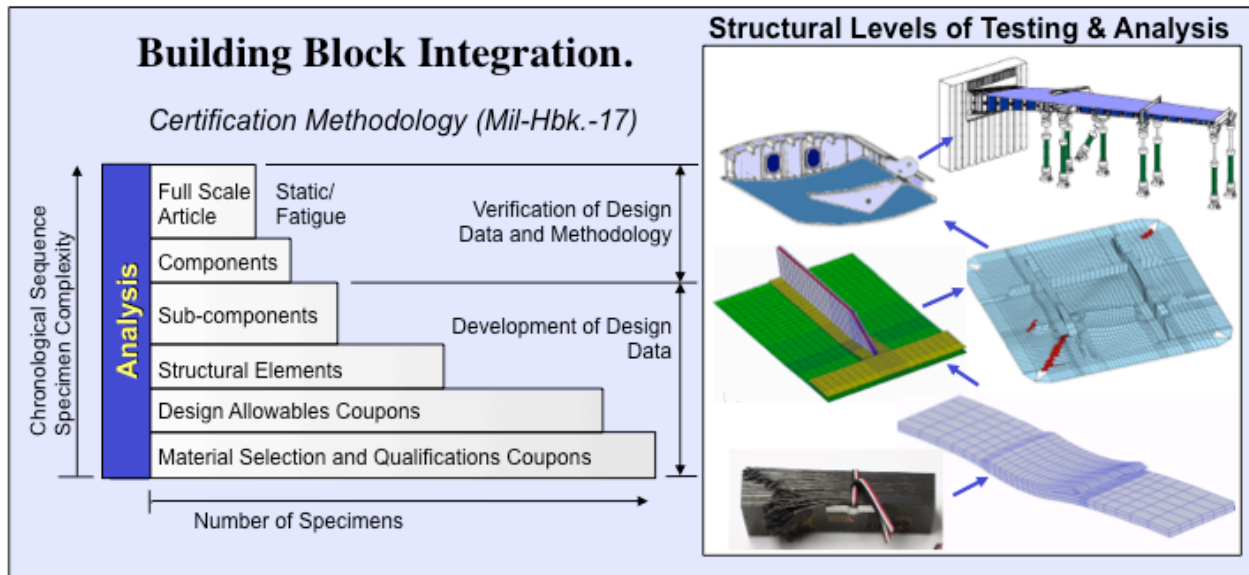 Building Block Integration.
Certification Methodology (Mil-Hbk.-17)
Chronological Sequence
Specimen Complexity
Analysis
Full Scale
Article
Static/
Fatigue
Components
Sub-components
Structural Elements
Design Allowables Coupons
Material Selection and Qualifications Coupons
Verification of Design
Data and Methodology
Development of Design
Data
Number of Specimens
Structural Levels of Testing & Analysis